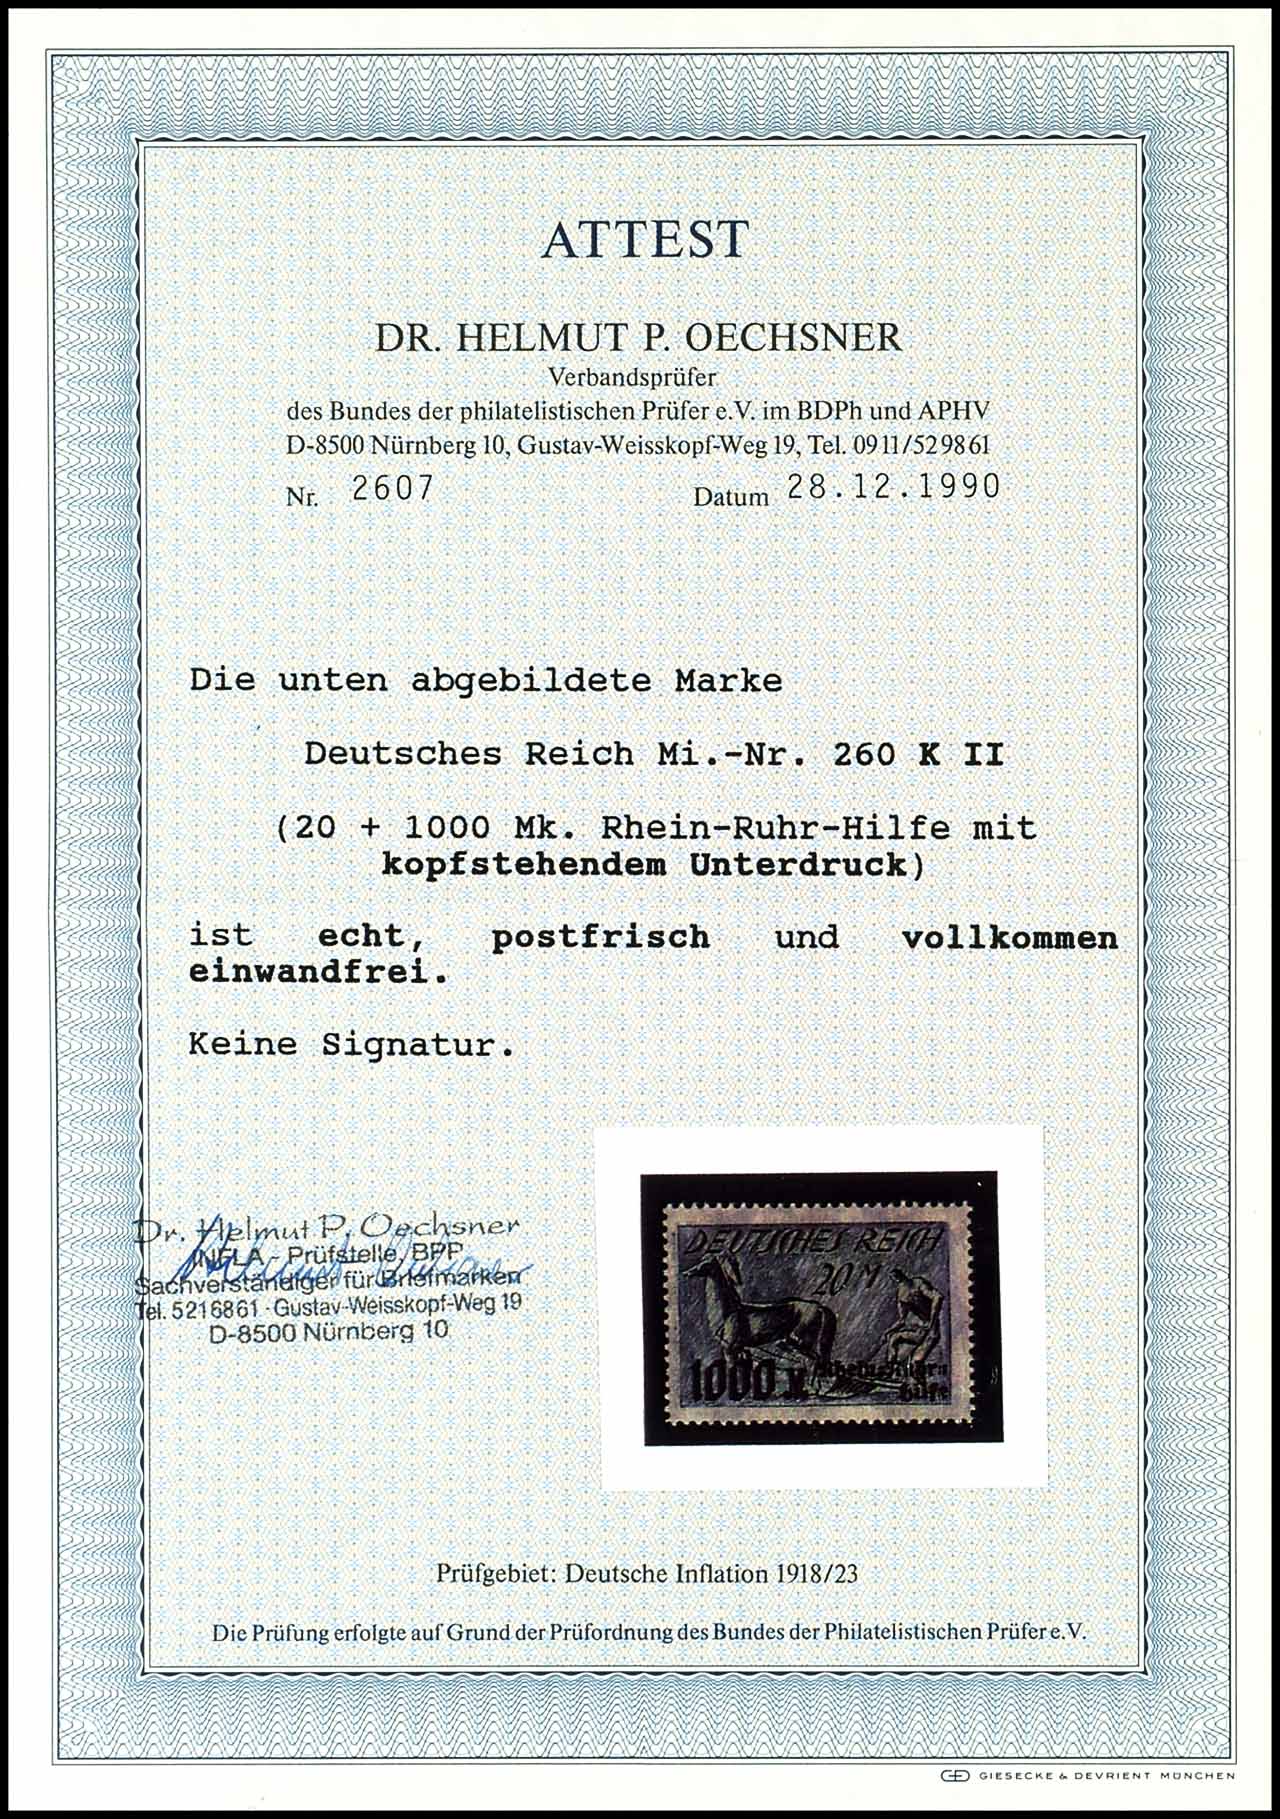 ATTEST
DR. HELMUT P. OECHSNER
Verbandsprüfer
des Bundes der philatelistischen Prüfer e.V. im BDPh und APHV
D-8500 Nürnberg 10, Gustav-Weisskopf-Weg 19, Tel. 0911/529861
Nr. 2607 Datum 28.12.1990
Die unten abgebildete Marke
Deutsches Reich Mi.-Nr. 260 K II
(20 + 1000 Mk. Rhein-Ruhr-Hilfe mit
kopfstehendem Unterdruck)
ist echt, postfrisch und vollkommen
einwandfrei.
Keine Signatur.
Dr. Helmut P. Oechsner
INFLA - Prüfstelle, BPP
Sachverständiger für Briefmarken
Tel. 5216861 · Gustav-Weisskopf-Weg 19
D-8500 Nürnberg 10
DEUTSCHES REICH
20 M
1000
hilfe
Prüfgebiet: Deutsche Inflation 1918/23
Die Prüfung erfolgte auf Grund der Prüfordnung des Bundes der Philatelistischen Prüfer e.V.
GIESECKE & DEVRIENT MÜNCHEN